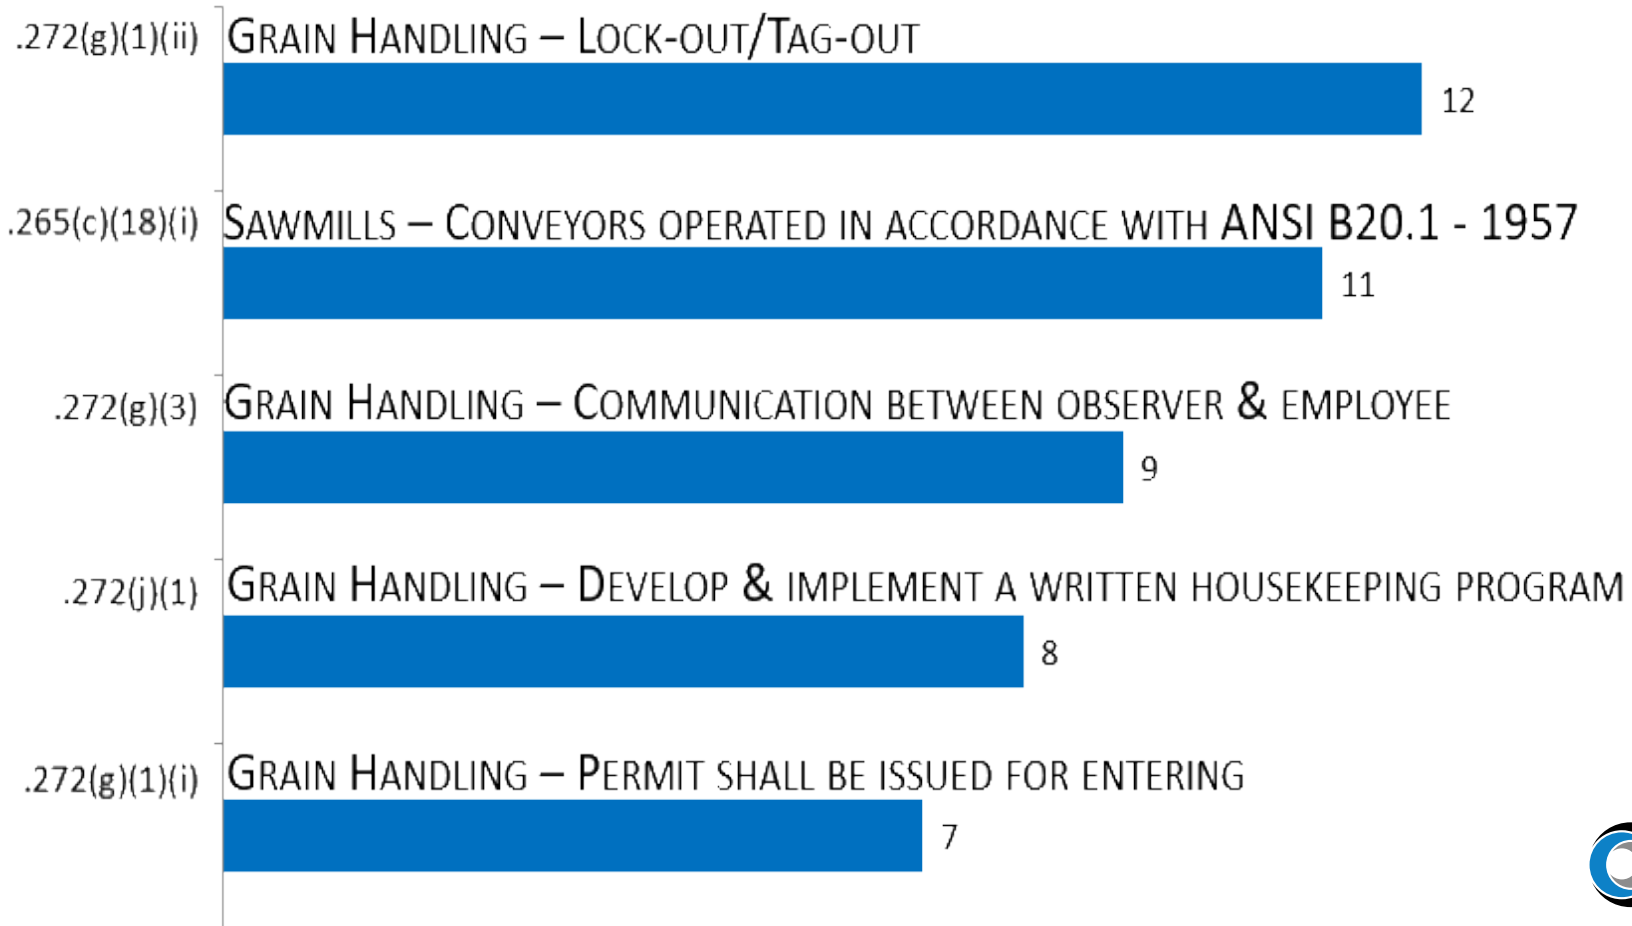 .272(g)(1)(ii) Grain Handling – Lock-out/Tag-out
12
.265(c)(18)(i) Sawmills – Conveyors operated in accordance with ANSI B20.1 - 1957
11
.272(g)(3) Grain Handling – Communication between observer & employee
9
.272(j)(1) Grain Handling – Develop & implement a written housekeeping program
8
.272(g)(1)(i) Grain Handling – Permit shall be issued for entering
7